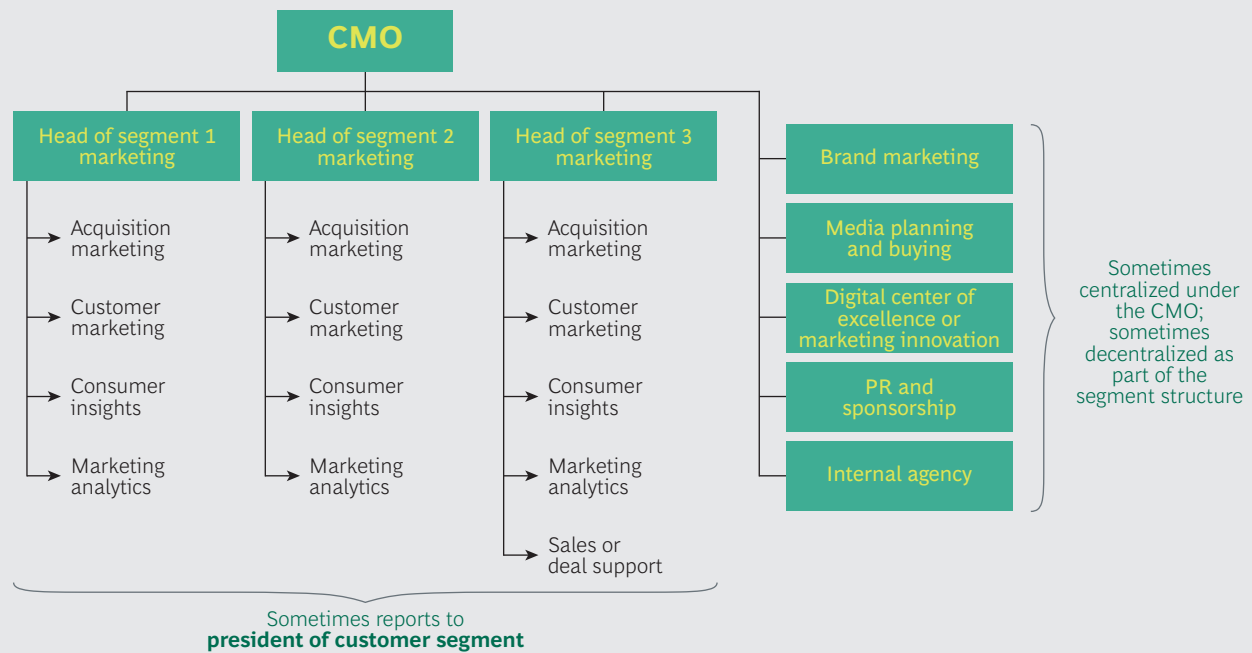 CMO
Head of segment 1
marketing
Acquisition
marketing
Customer
marketing
Consumer
insights
Marketing
analytics
Head of segment 2
marketing
Acquisition
marketing
Customer
marketing
Consumer
insights
Marketing
analytics
Head of segment 3
marketing
Acquisition
marketing
Customer
marketing
Consumer
insights
Marketing
analytics
Sales or
deal support
Brand marketing
Media planning
and buying
Digital center of
excellence or
marketing innovation
PR and
sponsorship
Internal agency
Sometimes
centralized under
the CMO;
sometimes
decentralized as
part of the
segment structure
Sometimes reports to
president of customer segment